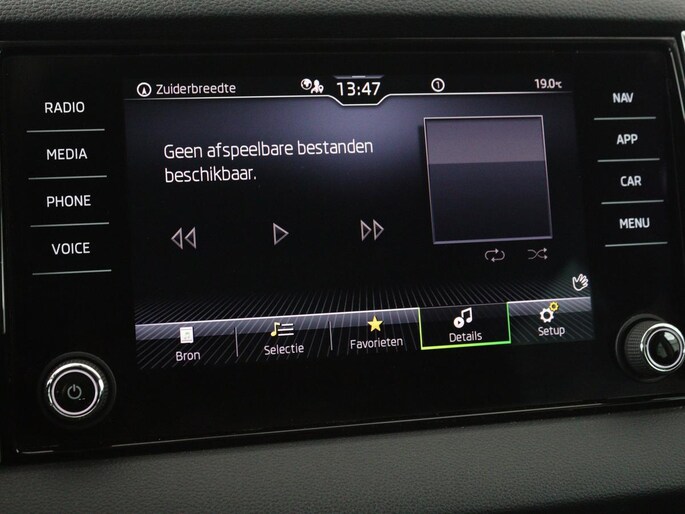 Zuiderbreedte
13:47
1
19.0°C
RADIO
MEDIA
PHONE
VOICE
NAV
APP
CAR
MENU
Geen afspeelbare bestanden
beschikbaar.
Bron
Selectie
Favorieten
Details
Setup